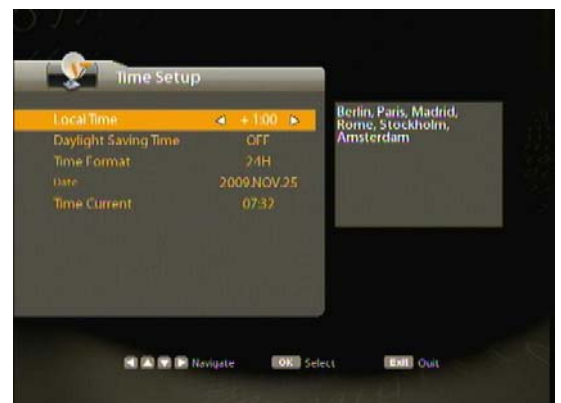 Time Setup
Local Time + 1:00
Daylight Saving Time OFF
Time Format 24H
Date 2009.NOV.25
Time Current 07:32
Berlin, Paris, Madrid,
Rome, Stockholm,
Amsterdam
Navigate OK Select Exit Quit